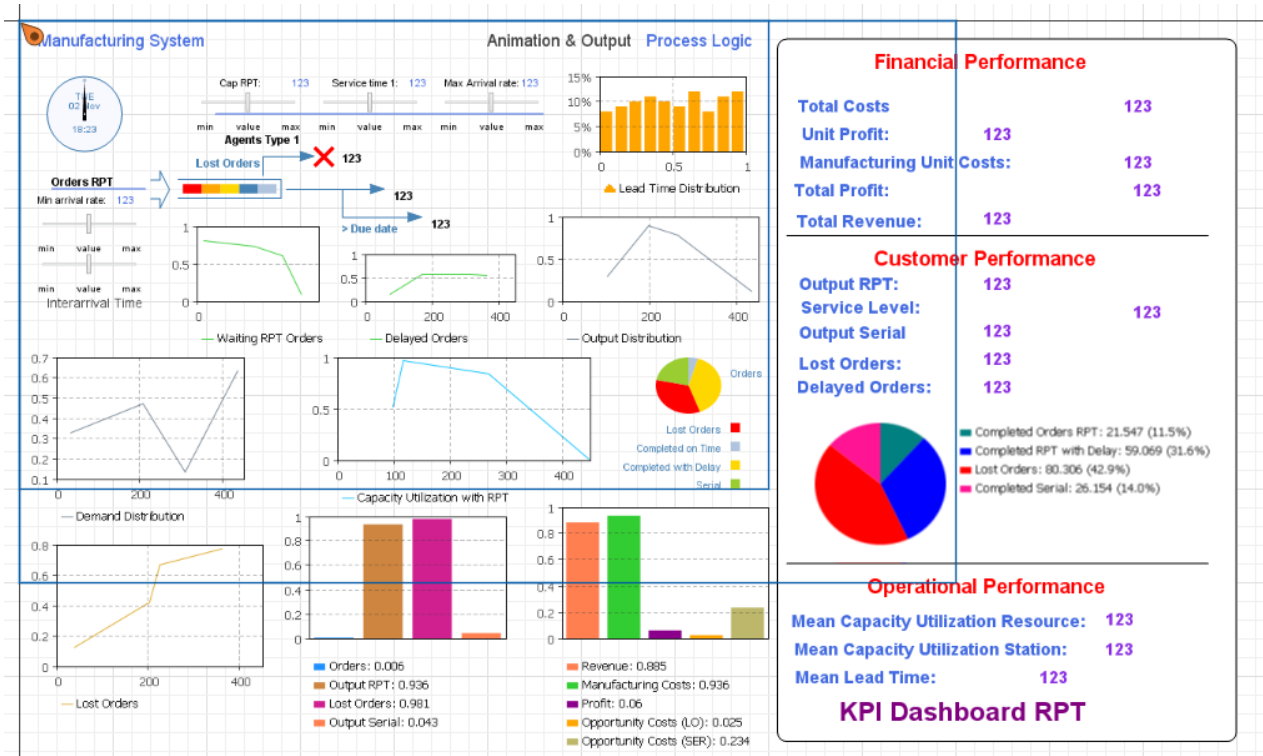 Manufacturing System
Animation & Output Process Logic
02 Nov
18:23
Cap RPT: 123 Service time 1: 123 Max Arrival rate: 123
min value max min value max min value max
Agents Type 1
Lost Orders
123
Orders RPT
Min arrival rate: 123
123
> Due date 123
min value max
min value max
Interarrival Time
15%
10%
5%
0%
0 0.5 1
Lead Time Distribution
1
0.5
0
0
Waiting RPT Orders
1
0.5
0
0 200 400
Delayed Orders
1
0.5
0
0 200 400
Output Distribution
0.7
0.6
0.5
0.4
0.3
0.2
0.1
0 200 400
Demand Distribution
1
0.5
0
0 100 200 300 400
Capacity Utilization with RPT
Orders
Lost Orders
Completed on Time
Completed with Delay
Serial
0.8
0.6
0.4
0.2
0
0 200 400
Lost Orders
1
0.8
0.6
0.4
0.2
0
Orders: 0.006
Output RPT: 0.936
Lost Orders: 0.981
Output Serial: 0.043
1
0.8
0.6
0.4
0.2
0
Revenue: 0.885
Manufacturing Costs: 0.936
Profit: 0.06
Opportunity Costs (LO): 0.025
Opportunity Costs (SER): 0.234
Financial Performance
Total Costs 123
Unit Profit: 123
Manufacturing Unit Costs: 123
Total Profit: 123
Total Revenue: 123
Customer Performance
Output RPT: 123
Service Level: 123
Output Serial 123
Lost Orders: 123
Delayed Orders: 123
Completed Orders RPT: 21.547 (11.5%)
Completed RPT with Delay: 59.069 (31.6%)
Lost Orders: 80.306 (42.9%)
Completed Serial: 26.154 (14.0%)
Operational Performance
Mean Capacity Utilization Resource: 123
Mean Capacity Utilization Station: 123
Mean Lead Time: 123
KPI Dashboard RPT